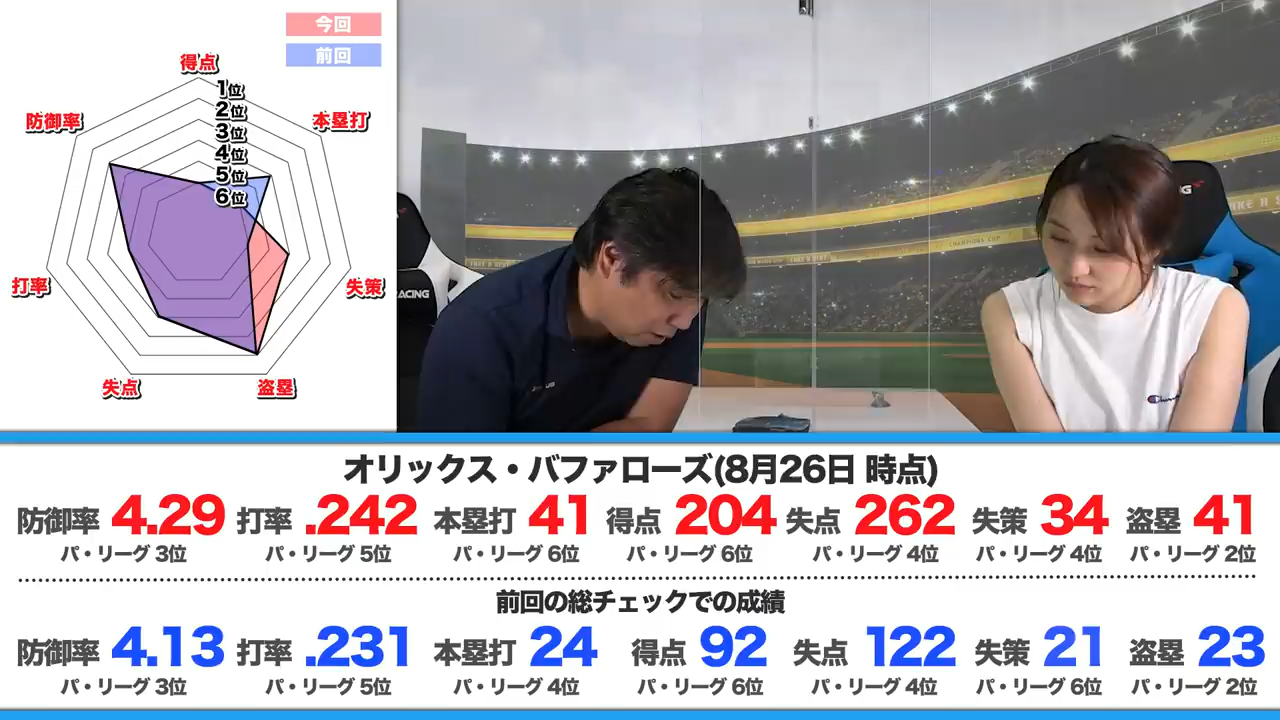 今回
前回
得点
1位
2位
3位
4位
5位
6位
防御率
本塁打
打率
失策
失点
盗塁
RACING
CHAMPIONS CUP
オリックス・バファローズ(8月26日 時点)
防御率 4.29 打率 .242 本塁打 41 得点 204 失点 262 失策 34 盗塁 41
パ・リーグ 3位 パ・リーグ 5位 パ・リーグ 6位 パ・リーグ 6位 パ・リーグ 4位 パ・リーグ 4位 パ・リーグ 2位
前回の総チェックでの成績
防御率 4.13 打率 .231 本塁打 24 得点 92 失点 122 失策 21 盗塁 23
パ・リーグ 3位 パ・リーグ 5位 パ・リーグ 4位 パ・リーグ 6位 パ・リーグ 4位 パ・リーグ 6位 パ・リーグ 2位